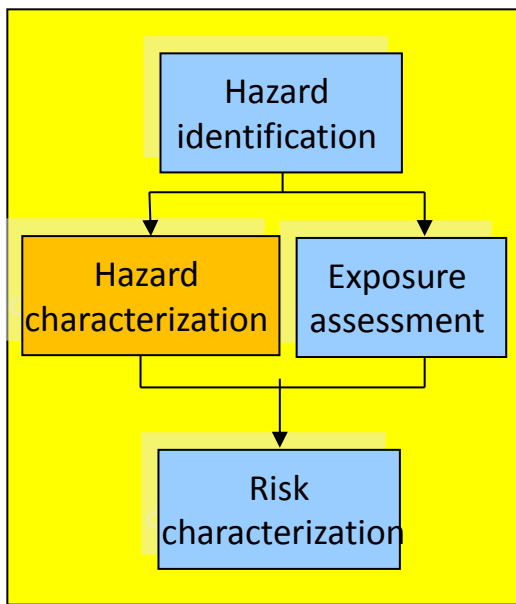 Hazard
identification
Hazard
characterization
Exposure
assessment
Risk
characterization